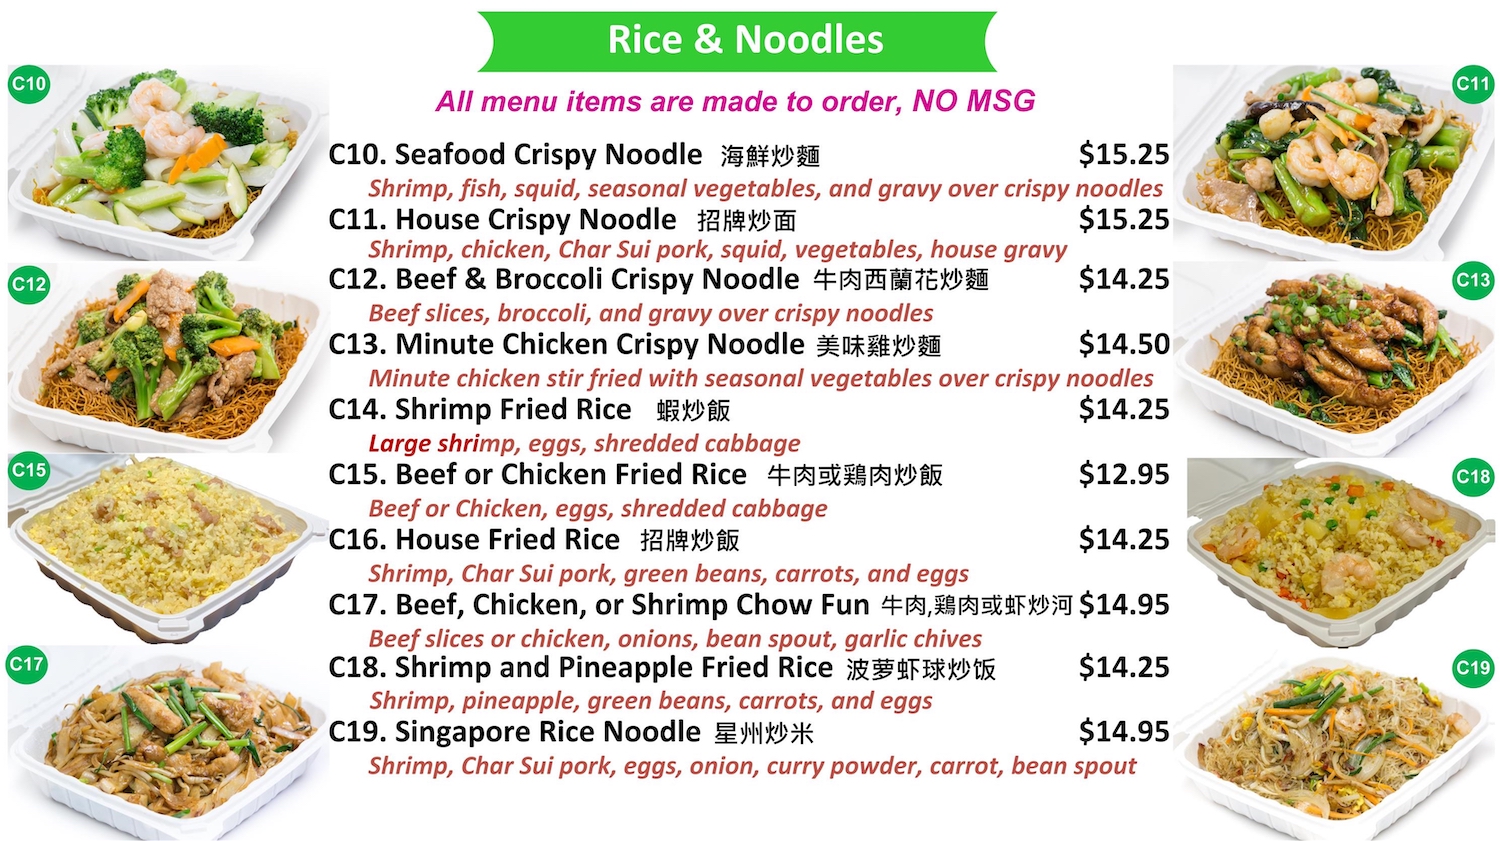 Rice & Noodles
All menu items are made to order, NO MSG
C10. Seafood Crispy Noodle 海鮮炒麵 $15.25
Shrimp, fish, squid, seasonal vegetables, and gravy over crispy noodles
C11. House Crispy Noodle 招牌炒面 $15.25
Shrimp, chicken, Char Sui pork, squid, vegetables, house gravy
C12. Beef & Broccoli Crispy Noodle 牛肉西蘭花炒麵 $14.25
Beef slices, broccoli, and gravy over crispy noodles
C13. Minute Chicken Crispy Noodle 美味雞炒麵 $14.50
Minute chicken stir fried with seasonal vegetables over crispy noodles
C14. Shrimp Fried Rice 蝦炒飯 $14.25
Large shrimp, eggs, shredded cabbage
C15. Beef or Chicken Fried Rice 牛肉或鶏肉炒飯 $12.95
Beef or Chicken, eggs, shredded cabbage
C16. House Fried Rice 招牌炒飯 $14.25
Shrimp, Char Sui pork, green beans, carrots, and eggs
C17. Beef, Chicken, or Shrimp Chow Fun 牛肉,鶏肉或虾炒河 $14.95
Beef slices or chicken, onions, bean spout, garlic chives
C18. Shrimp and Pineapple Fried Rice 波萝虾球炒饭 $14.25
Shrimp, pineapple, green beans, carrots, and eggs
C19. Singapore Rice Noodle 星州炒米 $14.95
Shrimp, Char Sui pork, eggs, onion, curry powder, carrot, bean spout
C10
C12
C15
C17
C11
C13
C18
C19